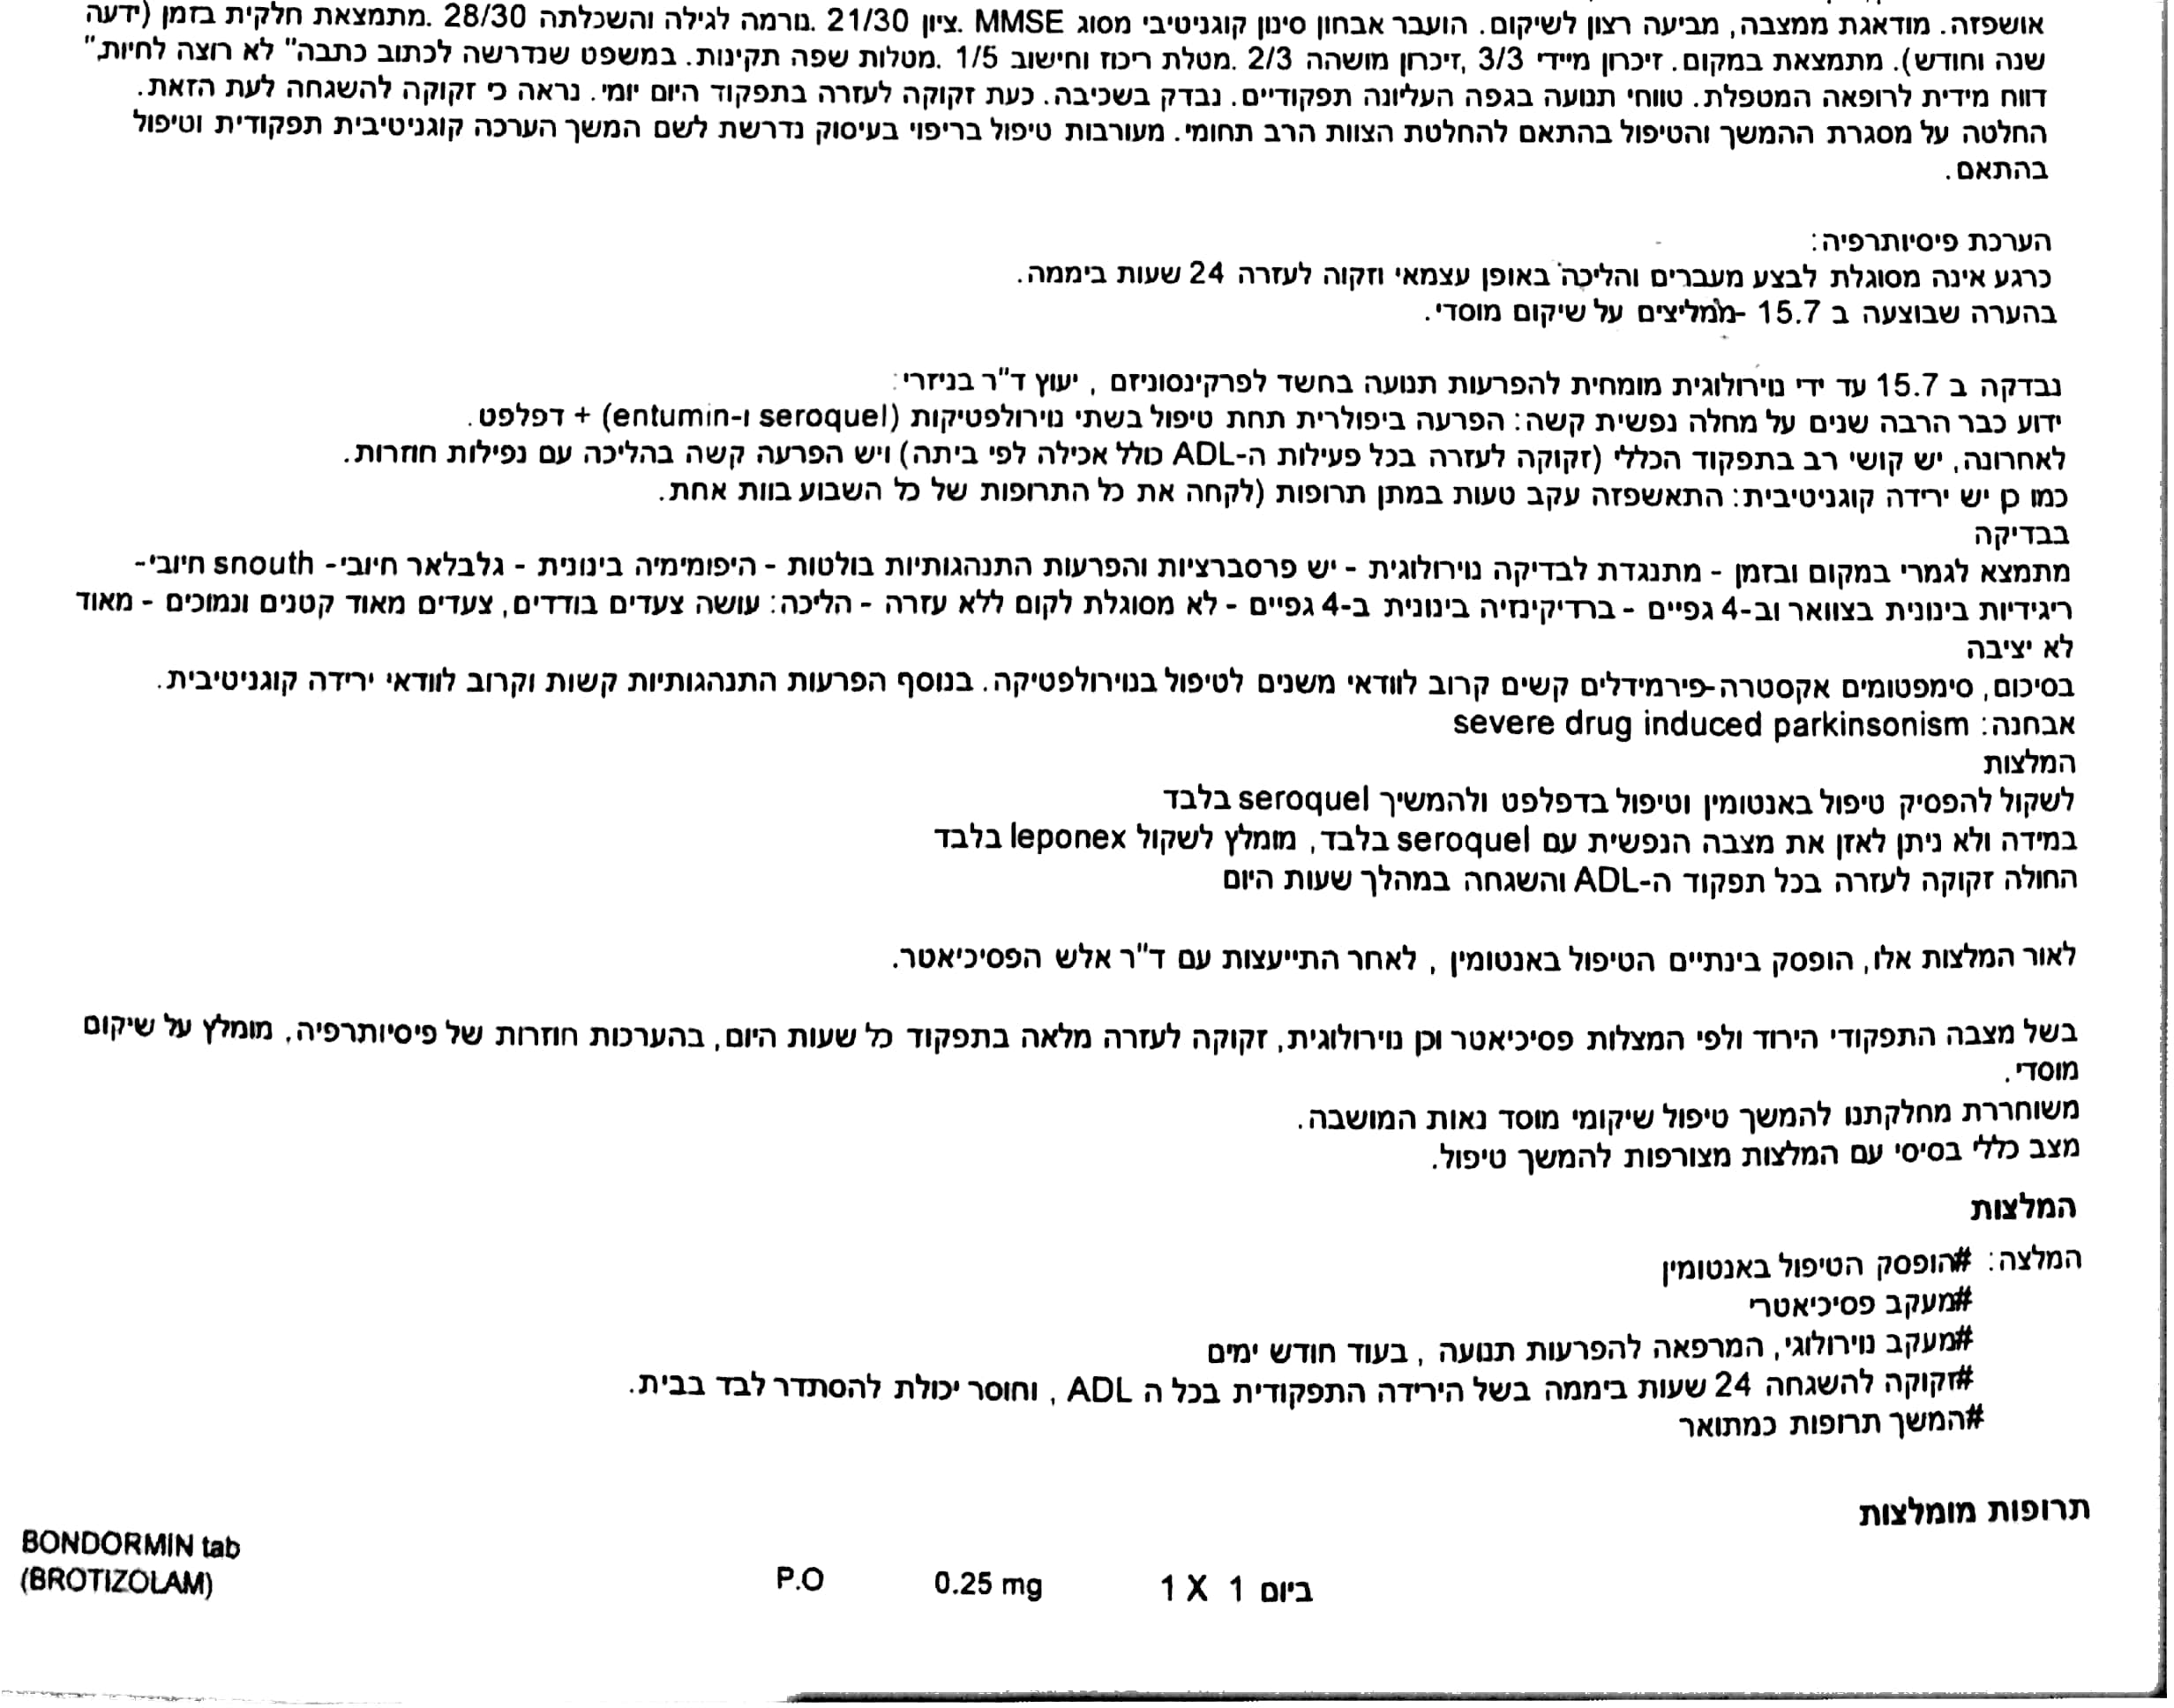 אושפזה. מודאגת ממצבה, מביעה רצון לשיקום. הועבר אבחון סינון קוגניטיבי מסוג MMSE .ציון 21/30 .נורמה לגילה והשכלתה 28/30 .מתמצאת חלקית בזמן (ידעה
שנה וחודש). מתמצאת במקום. זיכרון מיידי 3/3 ,זיכרון מושהה 2/3 .מטלת ריכוז וחישוב 1/5 .מטלות שפה תקינות. במשפט שנדרשה לכתוב כתבה" לא רוצה לחיות."
דווח מידית לרופאה המטפלת. טווחי תנועה בגפה העליונה תפקודיים. נבדק בשכיבה. כעת זקוקה לעזרה בתפקוד היום יומי. נראה כי זקוקה להשגחה לעת הזאת.
החלטה על מסגרת ההמשך והטיפול בהתאם להחלטת הצוות הרב תחומי. מעורבות טיפול בריפוי בעיסוק נדרשת לשם המשך הערכה קוגניטיבית תפקודית וטיפול
בהתאם.
הערכת פיסיותרפיה:
כרגע אינה מסוגלת לבצע מעברים והליכה באופן עצמאי וזקוה לעזרה 24 שעות ביממה.
בהערה שבוצעה ב 15.7 -ממליצים על שיקום מוסדי.
נבדקה ב 15.7 עד ידי נוירולוגית מומחית להפרעות תנועה בחשד לפרקינסוניזם , יעוץ ד"ר בניזרי:
ידוע כבר הרבה שנים על מחלה נפשית קשה: הפרעה ביפולרית תחת טיפול בשתי נוירולפטיקות (seroquel ו-entumin) + דפלפט.
לאחרונה, יש קושי רב בתפקוד הכללי (זקוקה לעזרה בכל פעילות ה-ADL כולל אכילה לפי ביתה) ויש הפרעה קשה בהליכה עם נפילות חוזרות.
כמו כן יש ירידה קוגניטיבית: התאשפזה עקב טעות במתן תרופות (לקחה את כל התרופות של כל השבוע בוות אחת.
בבדיקה
מתמצא לגמרי במקום ובזמן - מתנגדת לבדיקה נוירולוגית - יש פרסברציות והפרעות התנהגותיות בולטות - היפומימיה בינונית - גלבלאר חיובי- snouth חיובי-
ריגידיות בינונית בצוואר וב-4 גפיים - ברדיקינזיה בינונית ב-4 גפיים - לא מסוגלת לקום ללא עזרה - הליכה: עושה צעדים בודדים, צעדים מאוד קטנים ונמוכים - מאוד
לא יציבה
בסיכום, סימפטומים אקסטרה-פירמידלים קשים קרוב לוודאי משנים לטיפול בנוירולפטיקה. בנוסף הפרעות התנהגותיות קשות וקרוב לוודאי ירידה קוגניטיבית.
אבחנה: severe drug induced parkinsonism
המלצות
לשקול להפסיק טיפול באנטומין וטיפול בדפלפט ולהמשיך seroquel בלבד
במידה ולא ניתן לאזן את מצבה הנפשית עם seroquel בלבד, מומלץ לשקול leponex בלבד
החולה זקוקה לעזרה בכל תפקוד ה-ADL והשגחה במהלך שעות היום
לאור המלצות אלו, הופסק בינתיים הטיפול באנטומין , לאחר התייעצות עם ד"ר אלש הפסיכיאטר.
בשל מצבה התפקודי הירוד ולפי המצלות פסיכיאטר וכן נוירולוגית, זקוקה לעזרה מלאה בתפקוד כל שעות היום, בהערכות חוזרות של פיסיותרפיה, מומלץ על שיקום
מוסדי.
משוחררת מחלקתנו להמשך טיפול שיקומי מוסד נאות המושבה.
מצב כללי בסיסי עם המלצות מצורפות להמשך טיפול.
המלצות
המלצה: #הופסק הטיפול באנטומין
#מעקב פסיכיאטרי
#מעקב נוירולוגי, המרפאה להפרעות תנועה , בעוד חודש ימים
#זקוקה להשגחה 24 שעות ביממה בשל הירידה התפקודית בכל ה ADL , וחוסר יכולת להסתדר לבד בבית.
#המשך תרופות כמתואר
תרופות מומלצות
BONDORMIN tab
(BROTIZOLAM) P.O 0.25 mg 1 X 1 ביום